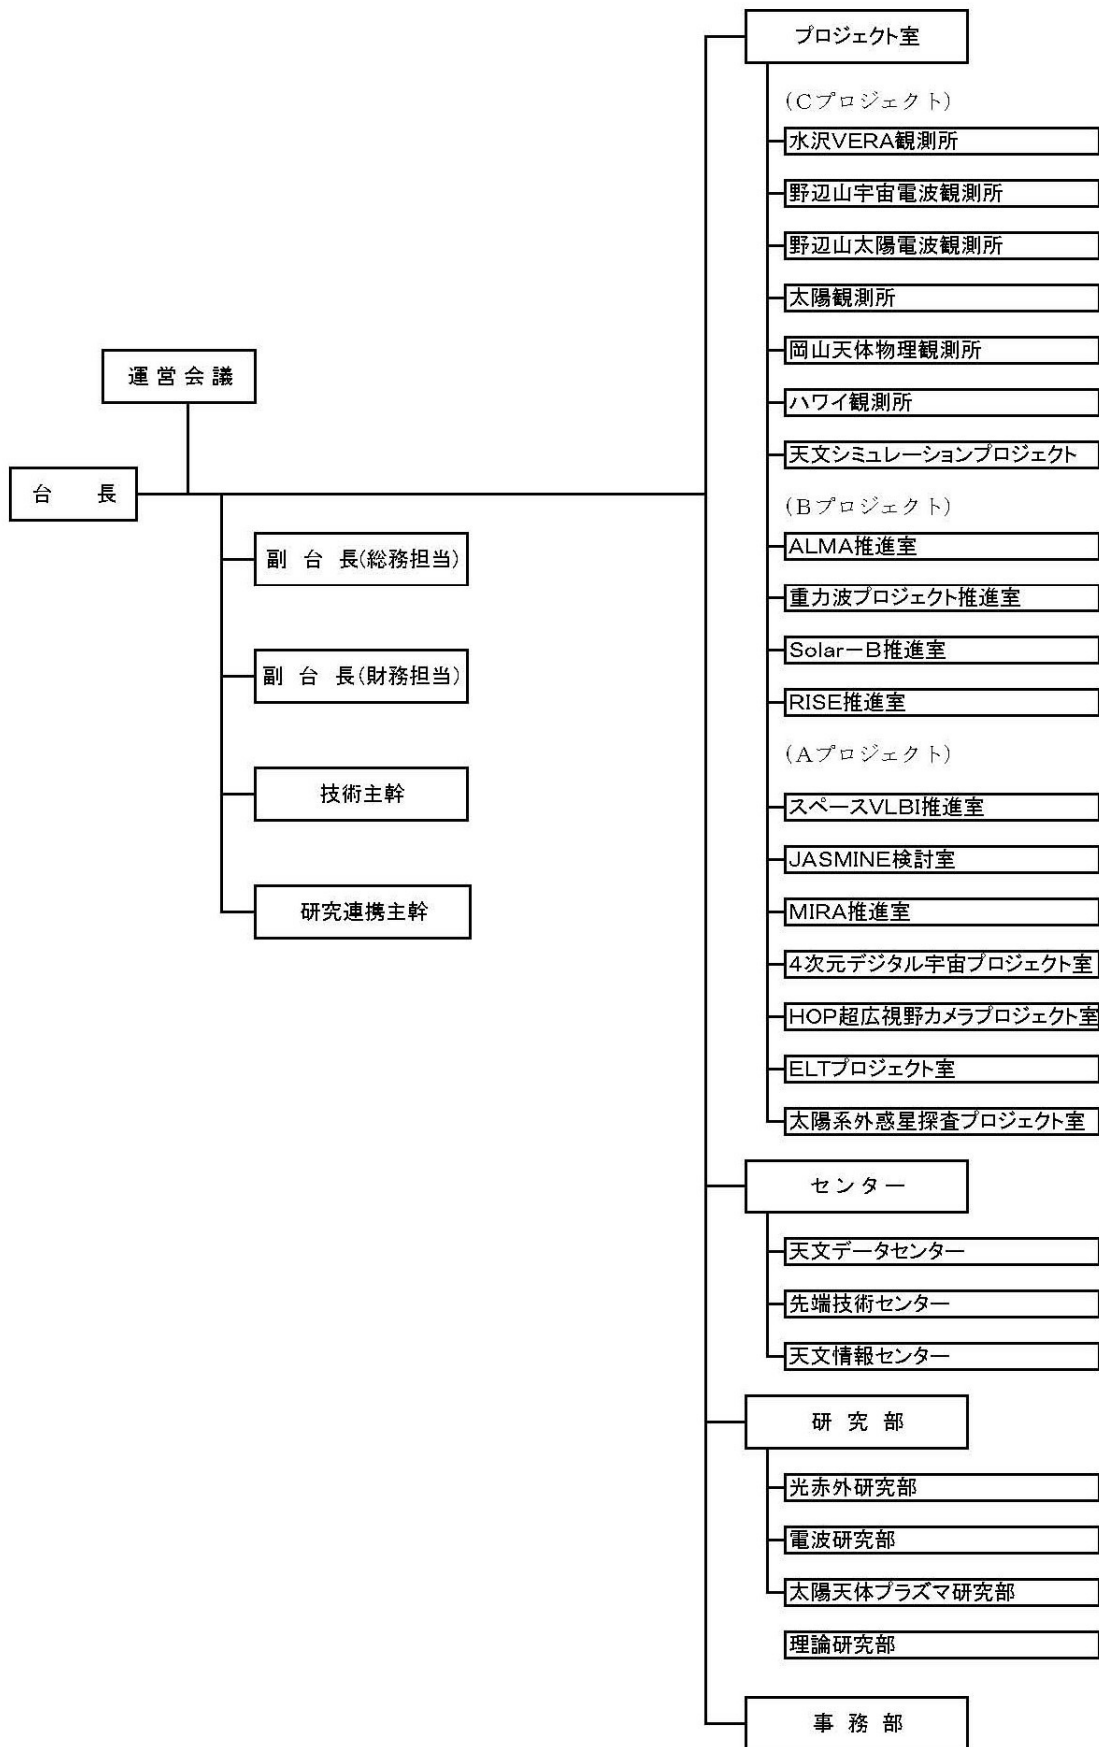 プロジェクト室
(Cプロジェクト)
水沢VERA観測所
野辺山宇宙電波観測所
野辺山太陽電波観測所
太陽観測所
岡山天体物理観測所
ハワイ観測所
天文シミュレーションプロジェクト
運営会議
台 長
副 台 長(総務担当)
副 台 長(財務担当)
技術主幹
研究連携主幹
(Bプロジェクト)
ALMA推進室
重力波プロジェクト推進室
Solar－B推進室
RISE推進室
(Aプロジェクト)
スペースVLBI推進室
JASMINE検討室
MIRA推進室
4次元デジタル宇宙プロジェクト室
HOP超広視野カメラプロジェクト室
ELTプロジェクト室
太陽系外惑星探査プロジェクト室
センター
天文データセンター
先端技術センター
天文情報センター
研 究 部
光赤外研究部
電波研究部
太陽天体プラズマ研究部
理論研究部
事 務 部